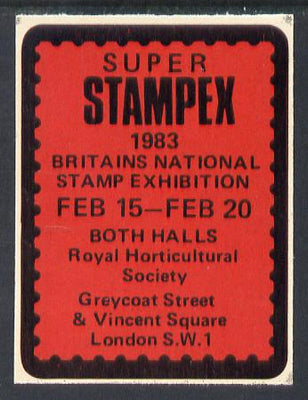 SUPER
STAMPEX
1983
BRITAINS NATIONAL
STAMP EXHIBITION
FEB 15—FEB 20
BOTH HALLS
Royal Horticultural
Society
Greycoat Street
& Vincent Square
London S.W.1